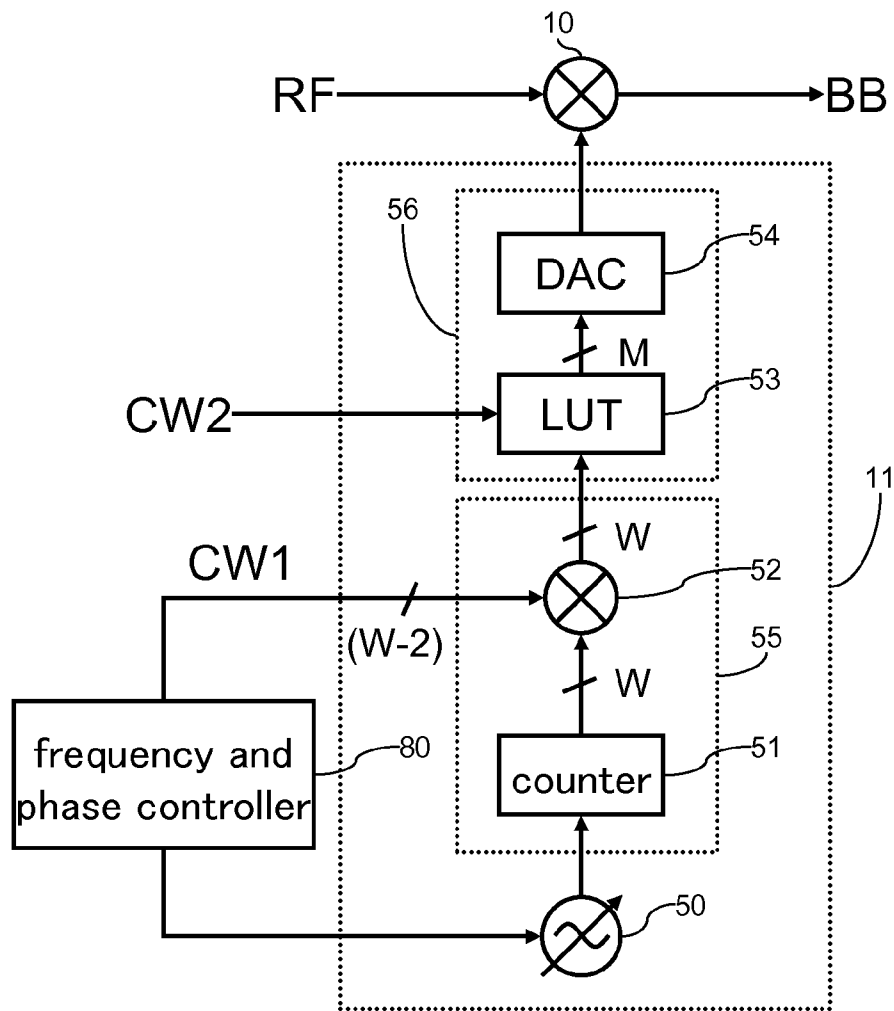 10
RF
BB
56
54
DAC
M
53
CW2
LUT
11
W
CW1
52
(W-2)
55
W
80
51
frequency and
phase controller
counter
50